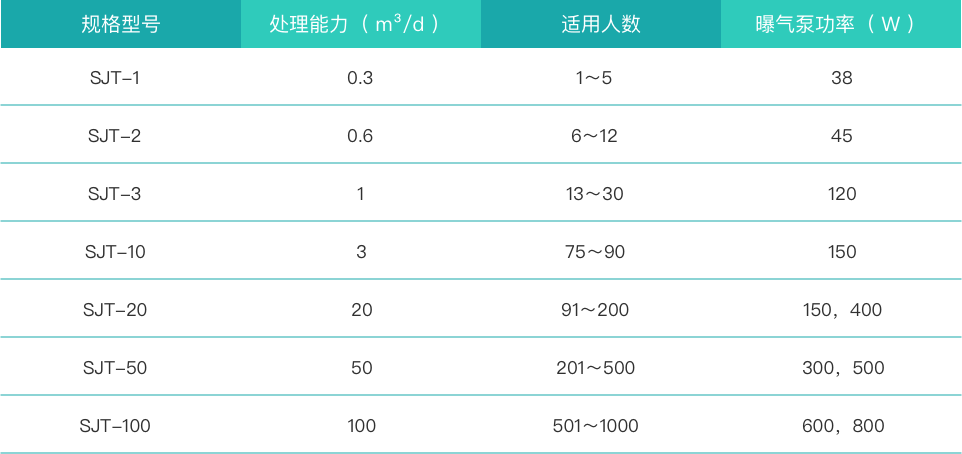 规格型号 处理能力（m³/d） 适用人数 曝气泵功率（W）
SJT-1 0.3 1～5 38
SJT-2 0.6 6～12 45
SJT-3 1 13～30 120
SJT-10 3 75～90 150
SJT-20 20 91～200 150，400
SJT-50 50 201～500 300，500
SJT-100 100 501～1000 600，800